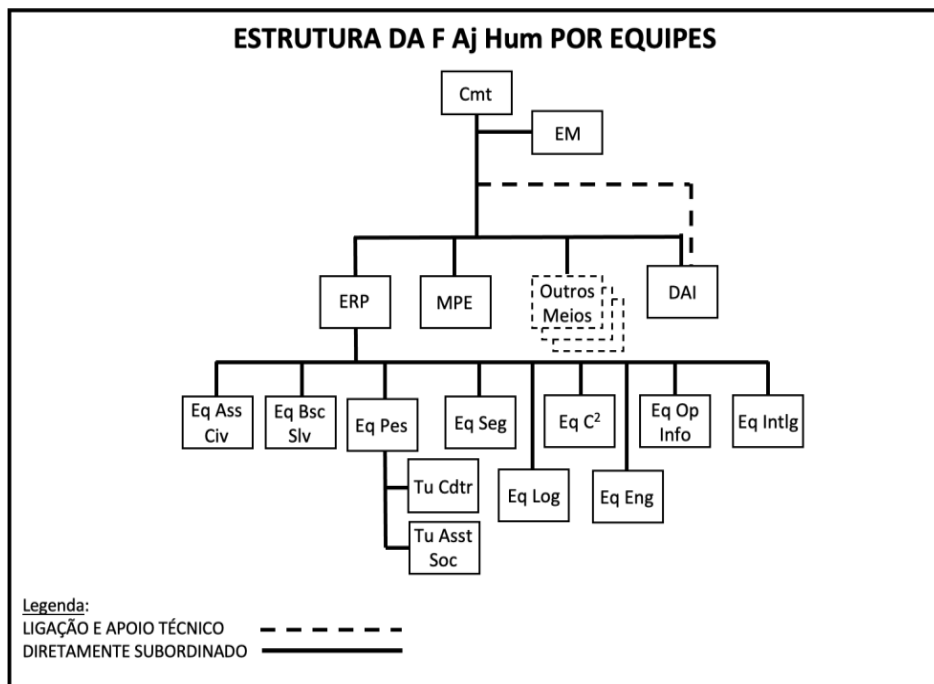 ESTRUTURA DA F Aj Hum POR EQUIPES
Cmt
EM
ERP
MPE
Outros
Meios
DAI
Eq Ass
Civ
Eq Bsc
Slv
Eq Pes
Eq Seg
Eq C²
Eq Op
Info
Eq Intlg
Tu Cdtr
Eq Log
Eq Eng
Tu Asst
Soc
Legenda:
LIGAÇÃO E APOIO TÉCNICO
DIRETAMENTE SUBORDINADO